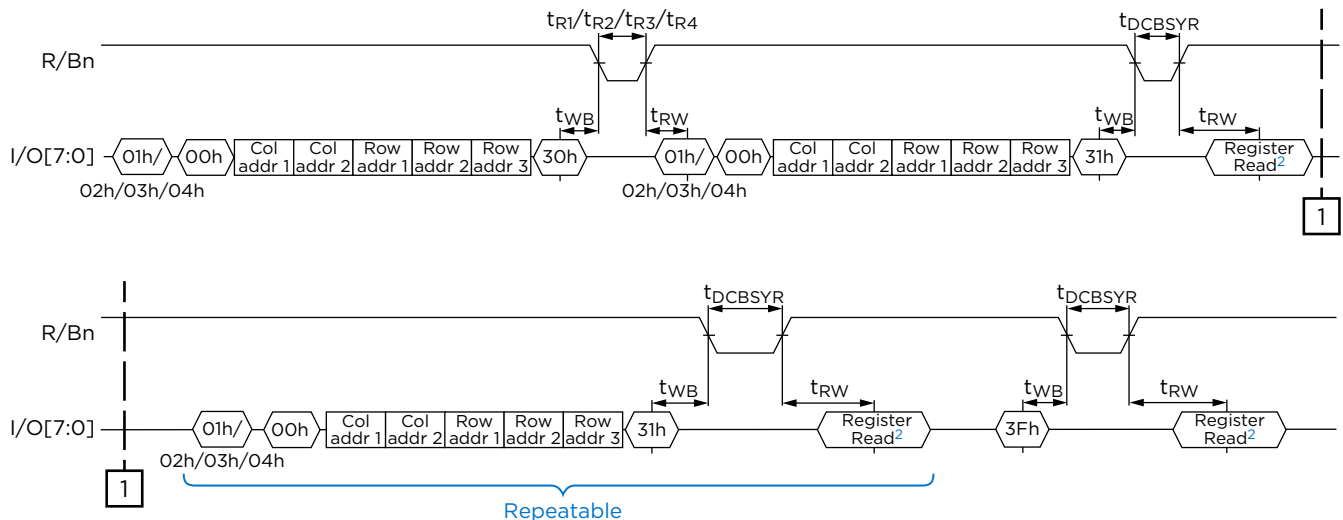 tR1/tR2/tR3/tR4 tDCBSYR
R/Bn
tWB tRW tWB tRW
I/O[7:0] 01h/ 00h Col addr 1 Col addr 2 Row addr 1 Row addr 2 Row addr 3 30h 01h/ 00h Col addr 1 Col addr 2 Row addr 1 Row addr 2 Row addr 3 31h Register Read2
02h/03h/04h 02h/03h/04h
1
tDCBSYR tDCBSYR
R/Bn
tWB tRW tWB tRW
I/O[7:0] 01h/ 00h Col addr 1 Col addr 2 Row addr 1 Row addr 2 Row addr 3 31h Register Read2 3Fh Register Read2
02h/03h/04h
1
Repeatable